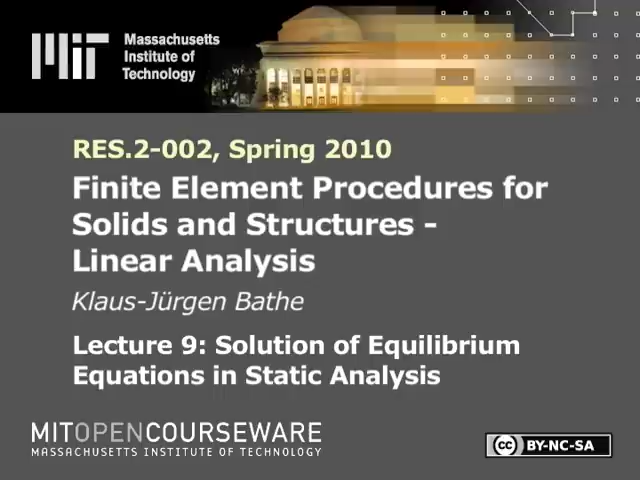 MIT
Massachusetts
Institute of
Technology
RES.2-002, Spring 2010
Finite Element Procedures for
Solids and Structures -
Linear Analysis
Klaus-Jürgen Bathe
Lecture 9: Solution of Equilibrium
Equations in Static Analysis
MITOPENCOURSEWARE
MASSACHUSETTS INSTITUTE OF TECHNOLOGY
cc BY-NC-SA